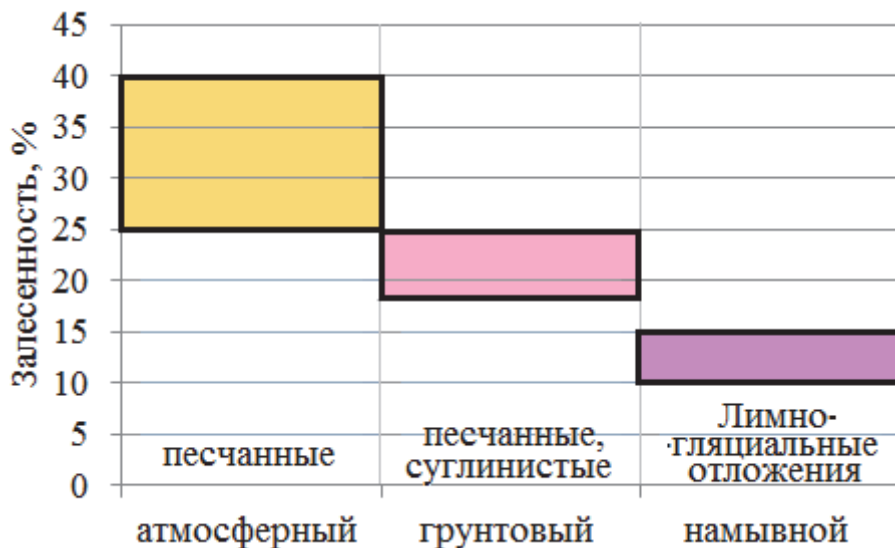 Залесенность, %
45
40
35
30
25
20
15
10
5
0
песчанные
песчанные,
суглинистые
Лимно-
гляциальные
отложения
атмосферный
грунтовый
намывной